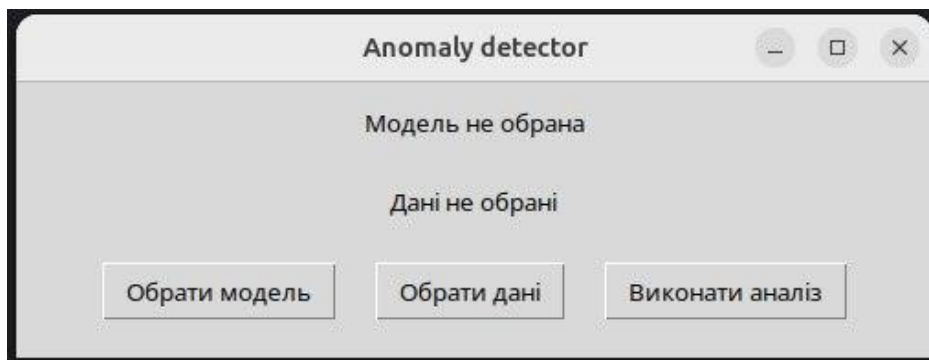 Anomaly detector
Модель не обрана
Дані не обрані
Обрати модель Обрати дані Виконати аналіз